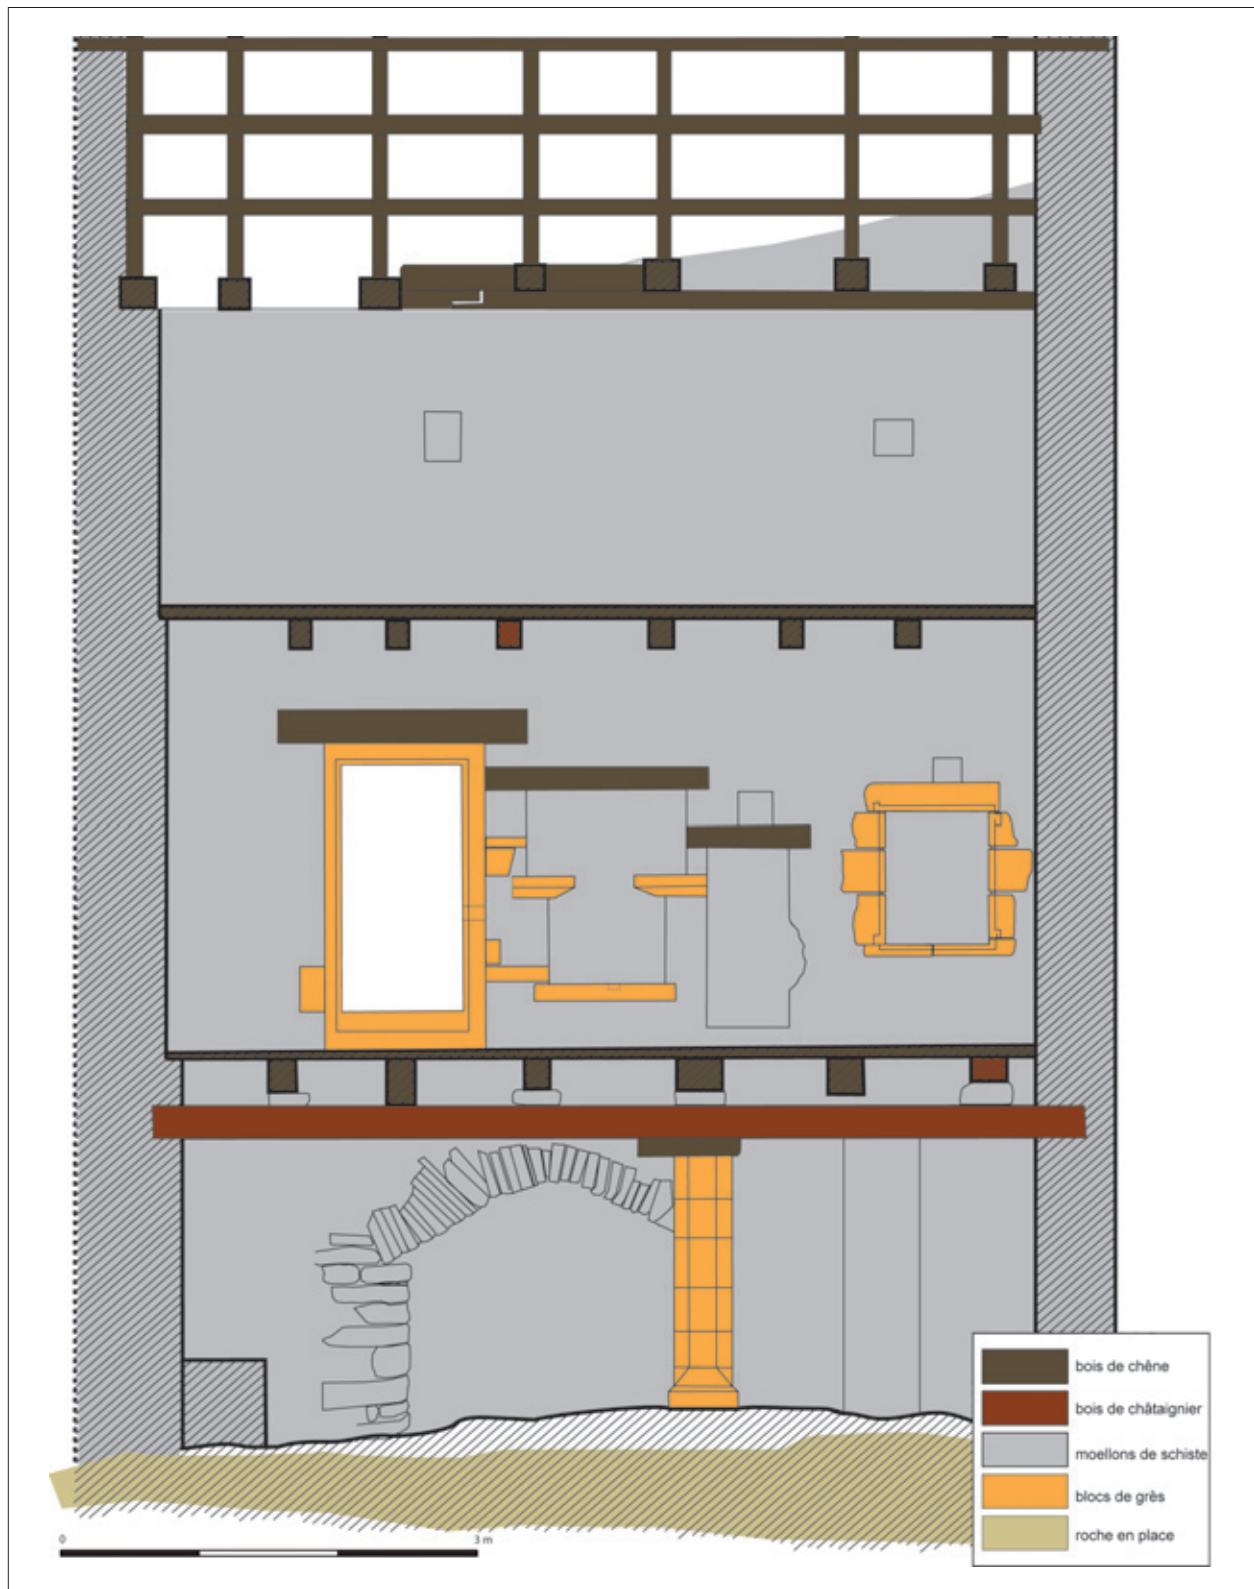 bois de chêne
bois de châtaignier
moellons de schiste
blocs de grès
roche en place
0 3 m